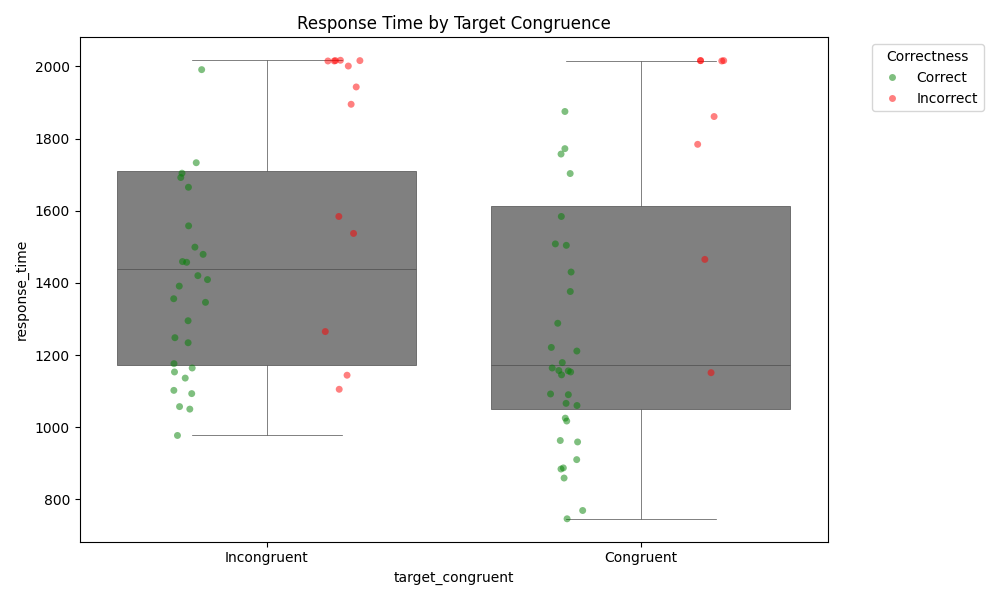 Response Time by Target Congruence
Correctness
Correct
Incorrect
2000
1800
1600
1400
1200
1000
800
response_time
Incongruent
Congruent
target_congruent